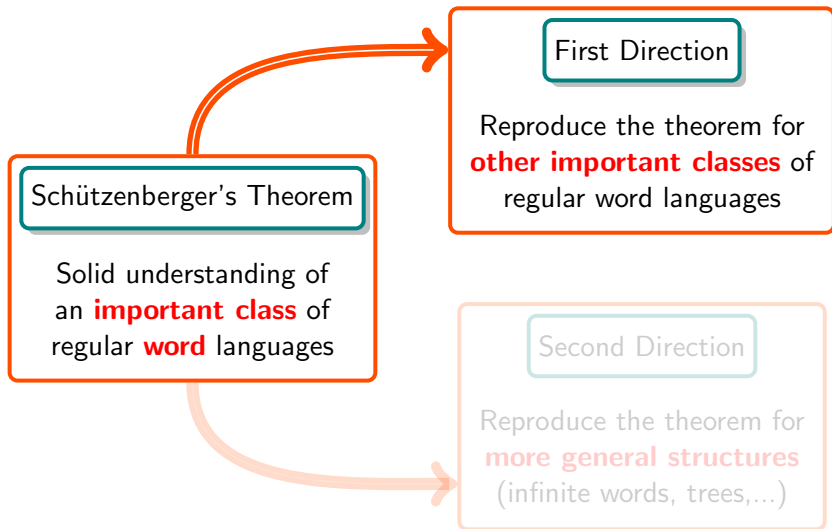 First Direction
Reproduce the theorem for
other important classes of
regular word languages
Schützenberger's Theorem
Solid understanding of
an important class of
regular word languages
Second Direction
Reproduce the theorem for
more general structures
(infinite words, trees,...)